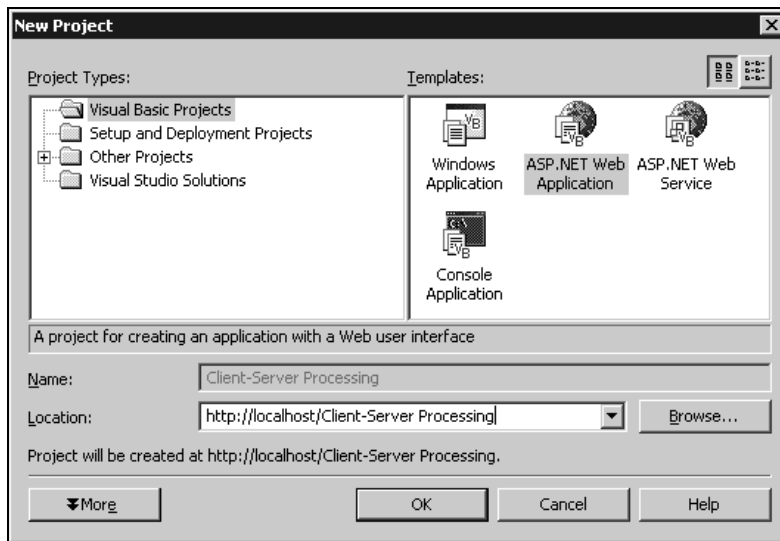 New Project
Project Types:
Templates:
Visual Basic Projects
Setup and Deployment Projects
Other Projects
Visual Studio Solutions
Windows
Application
ASP.NET Web
Application
ASP.NET Web
Service
Console
Application
A project for creating an application with a Web user interface
Name:
Client-Server Processing
Location:
http://localhost/Client-Server Processing
Browse...
Project will be created at http://localhost/Client-Server Processing.
More
OK
Cancel
Help